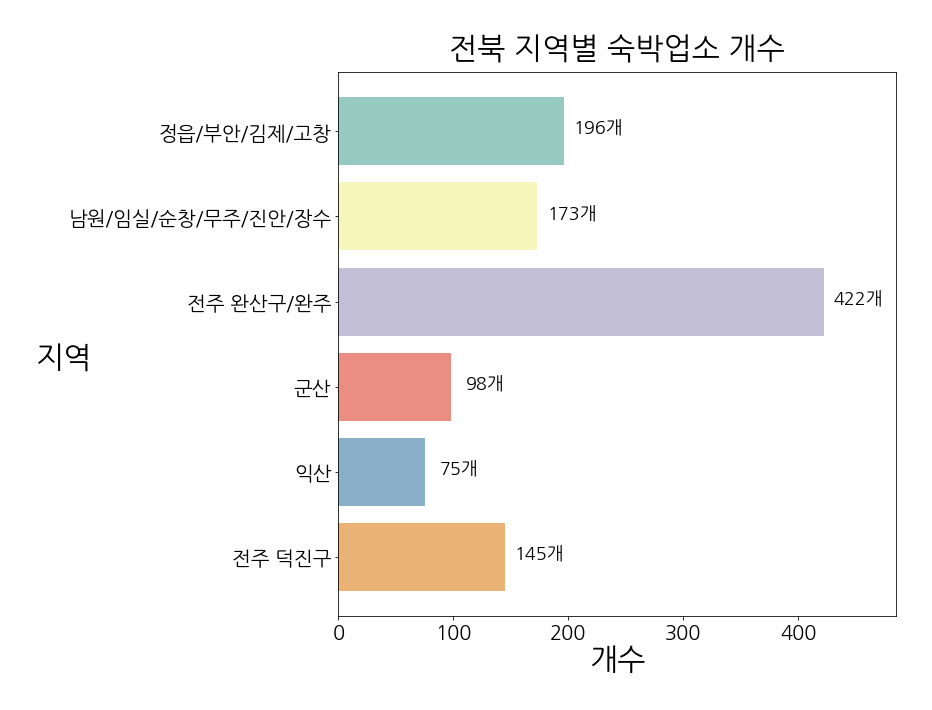 전북 지역별 숙박업소 개수
정읍/부안/김제/고창
196개
남원/임실/순창/무주/진안/장수
173개
전주 완산구/완주
422개
지역
군산
98개
익산
75개
전주 덕진구
145개
0 100 200 300 400
개수